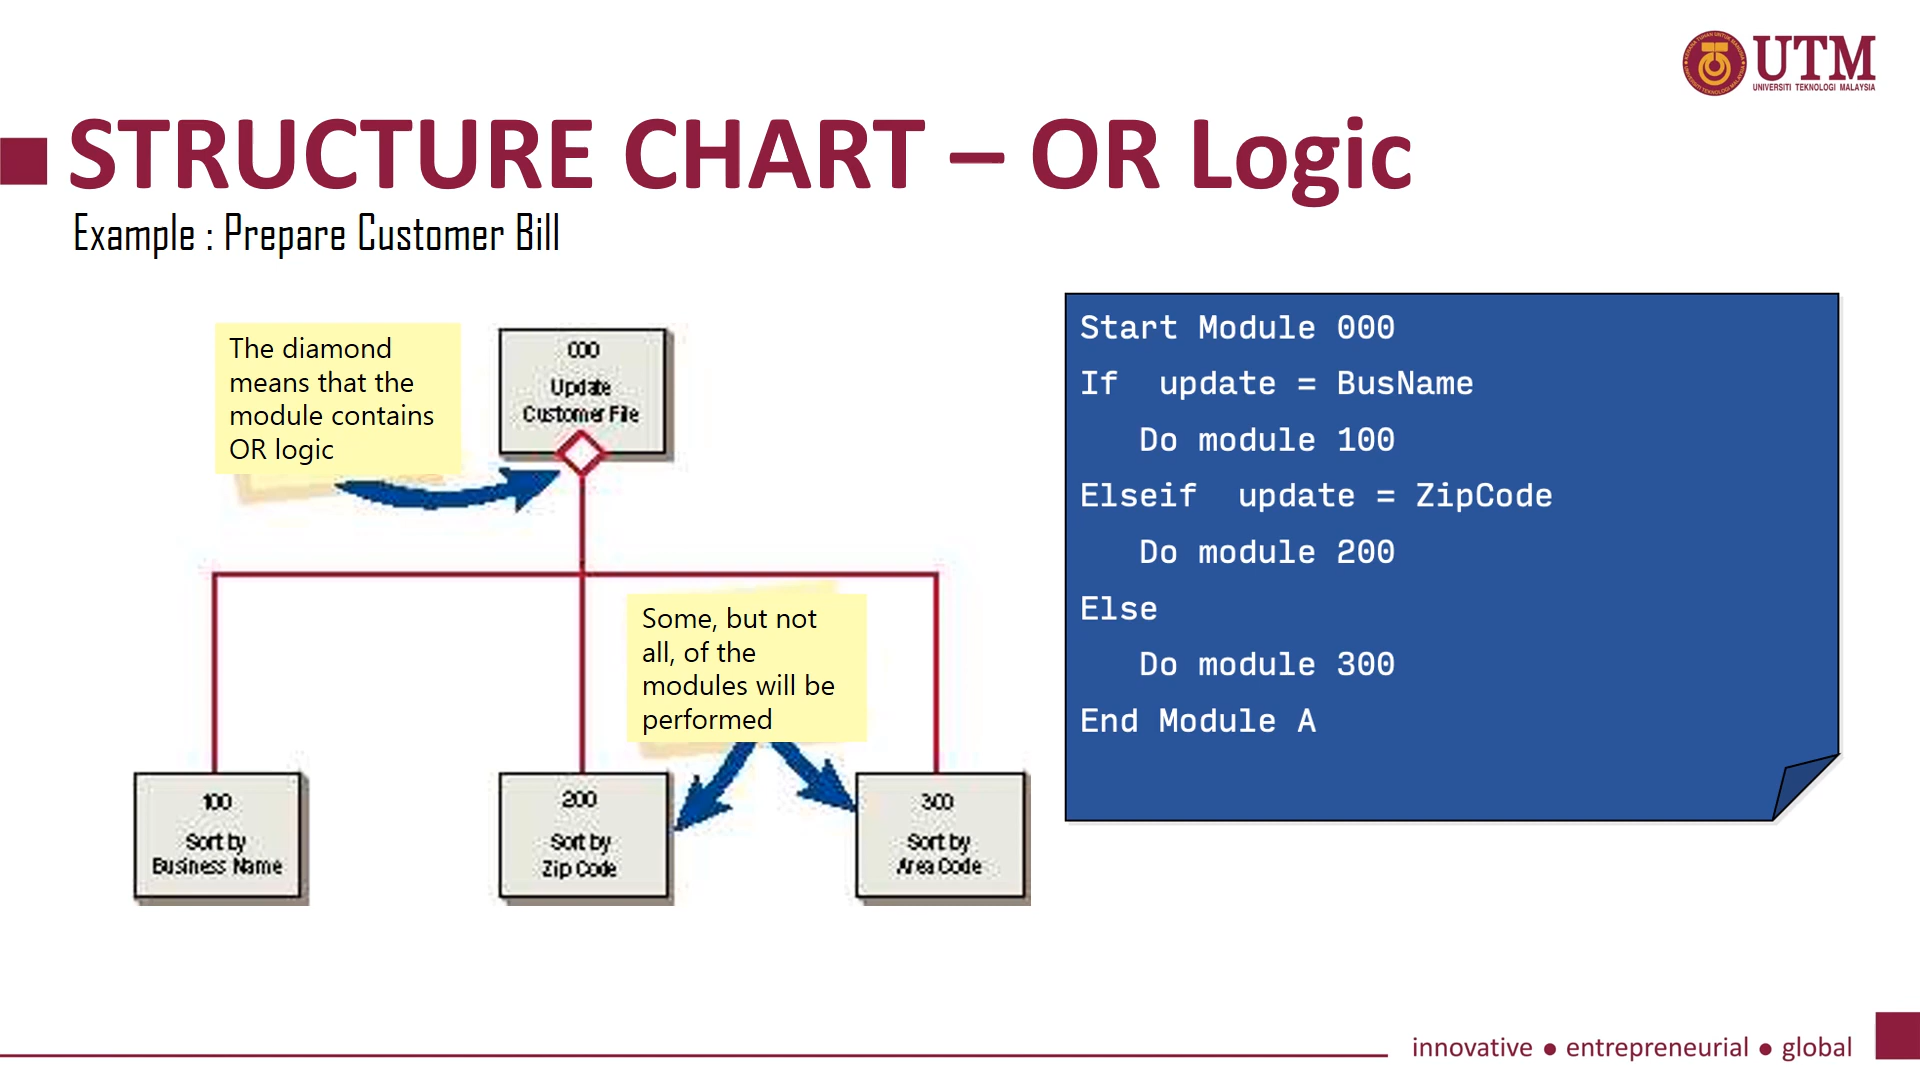 UTM
UNIVERSITI TEKNOLOGI MALAYSIA
STRUCTURE CHART – OR Logic
Example : Prepare Customer Bill
The diamond
means that the
module contains
OR logic
000
Update
Customer File
Some, but not
all, of the
modules will be
performed
100
Sort by
Business Name
200
Sort by
Zip Code
300
Sort by
Area Code
Start Module 000
If  update = BusName
   Do module 100
Elseif  update = ZipCode
   Do module 200
Else
   Do module 300
End Module A
innovative ● entrepreneurial ● global